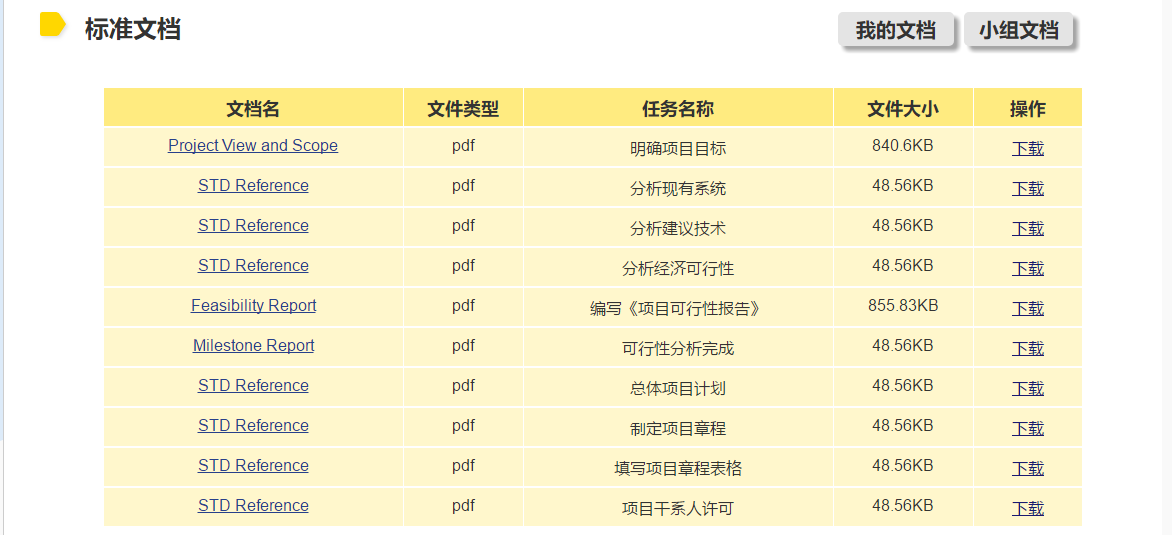 标准文档
我的文档 小组文档
文档名 文件类型 任务名称 文件大小 操作
Project View and Scope pdf 明确项目目标 840.6KB 下载
STD Reference pdf 分析现有系统 48.56KB 下载
STD Reference pdf 分析建议技术 48.56KB 下载
STD Reference pdf 分析经济可行性 48.56KB 下载
Feasibility Report pdf 编写《项目可行性报告》 855.83KB 下载
Milestone Report pdf 可行性分析完成 48.56KB 下载
STD Reference pdf 总体项目计划 48.56KB 下载
STD Reference pdf 制定项目章程 48.56KB 下载
STD Reference pdf 填写项目章程表格 48.56KB 下载
STD Reference pdf 项目干系人许可 48.56KB 下载